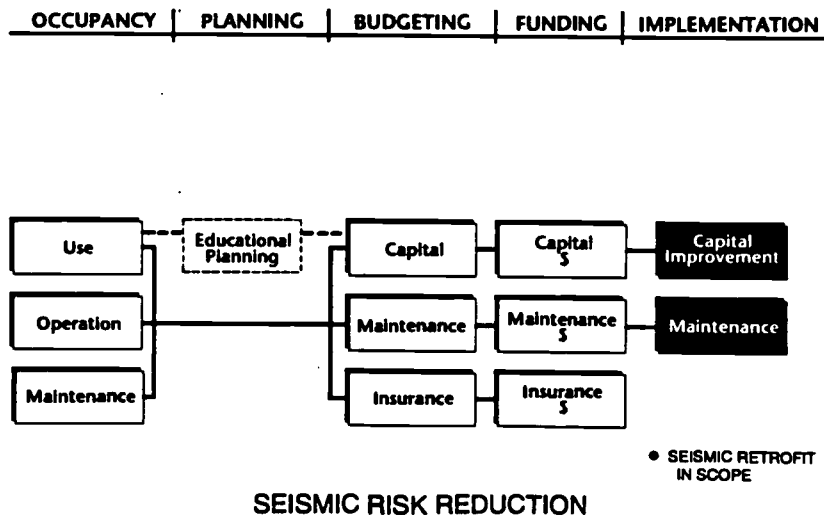 OCCUPANCY | PLANNING | BUDGETING | FUNDING | IMPLEMENTATION
Use
Educational
Planning
Capital
Capital
$
Capital
Improvement
Operation
Maintenance
Maintenance
$
Maintenance
Maintenance
Insurance
Insurance
$
● SEISMIC RETROFIT
IN SCOPE
SEISMIC RISK REDUCTION